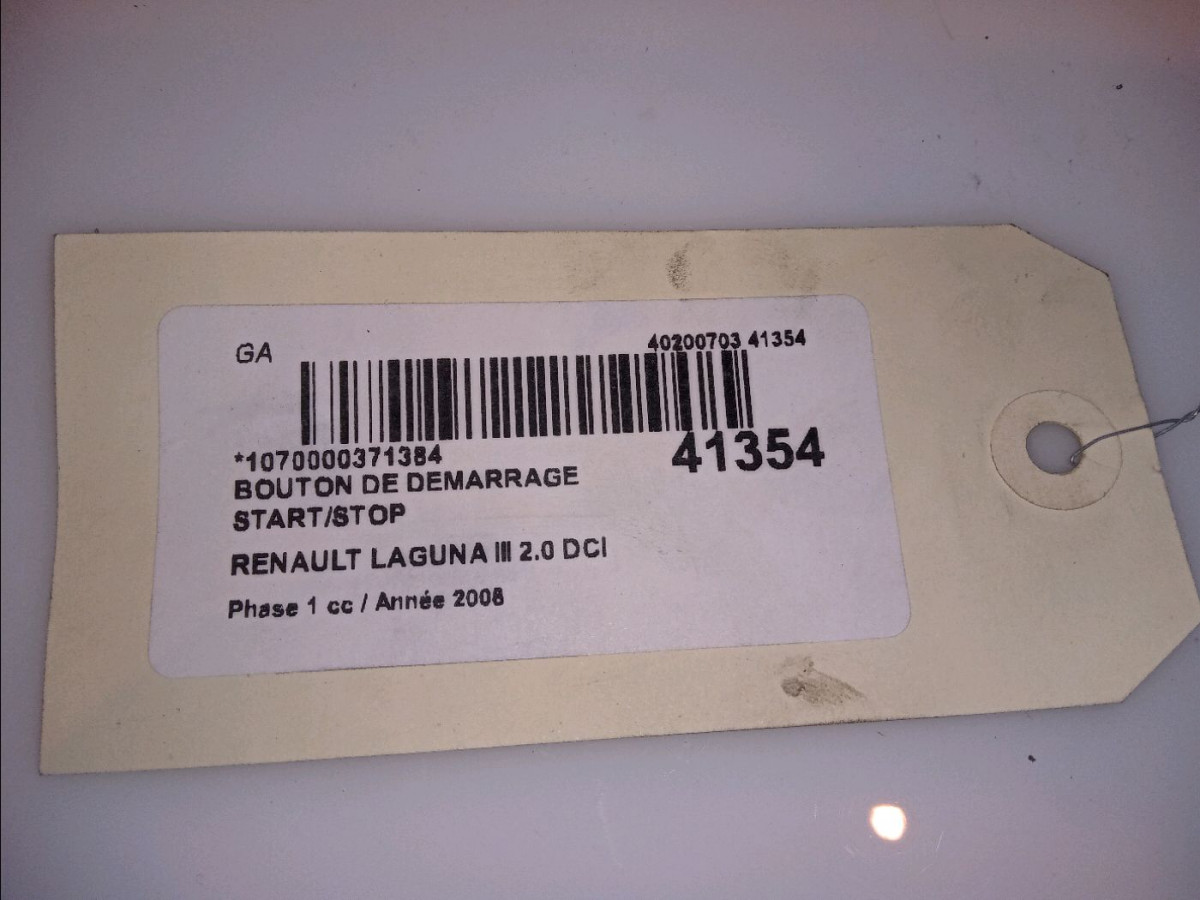 GA
40200703 41354
*1070000371384
41354
BOUTON DE DEMARRAGE
START/STOP
RENAULT LAGUNA III 2.0 DCI
Phase 1 cc / Année 2008